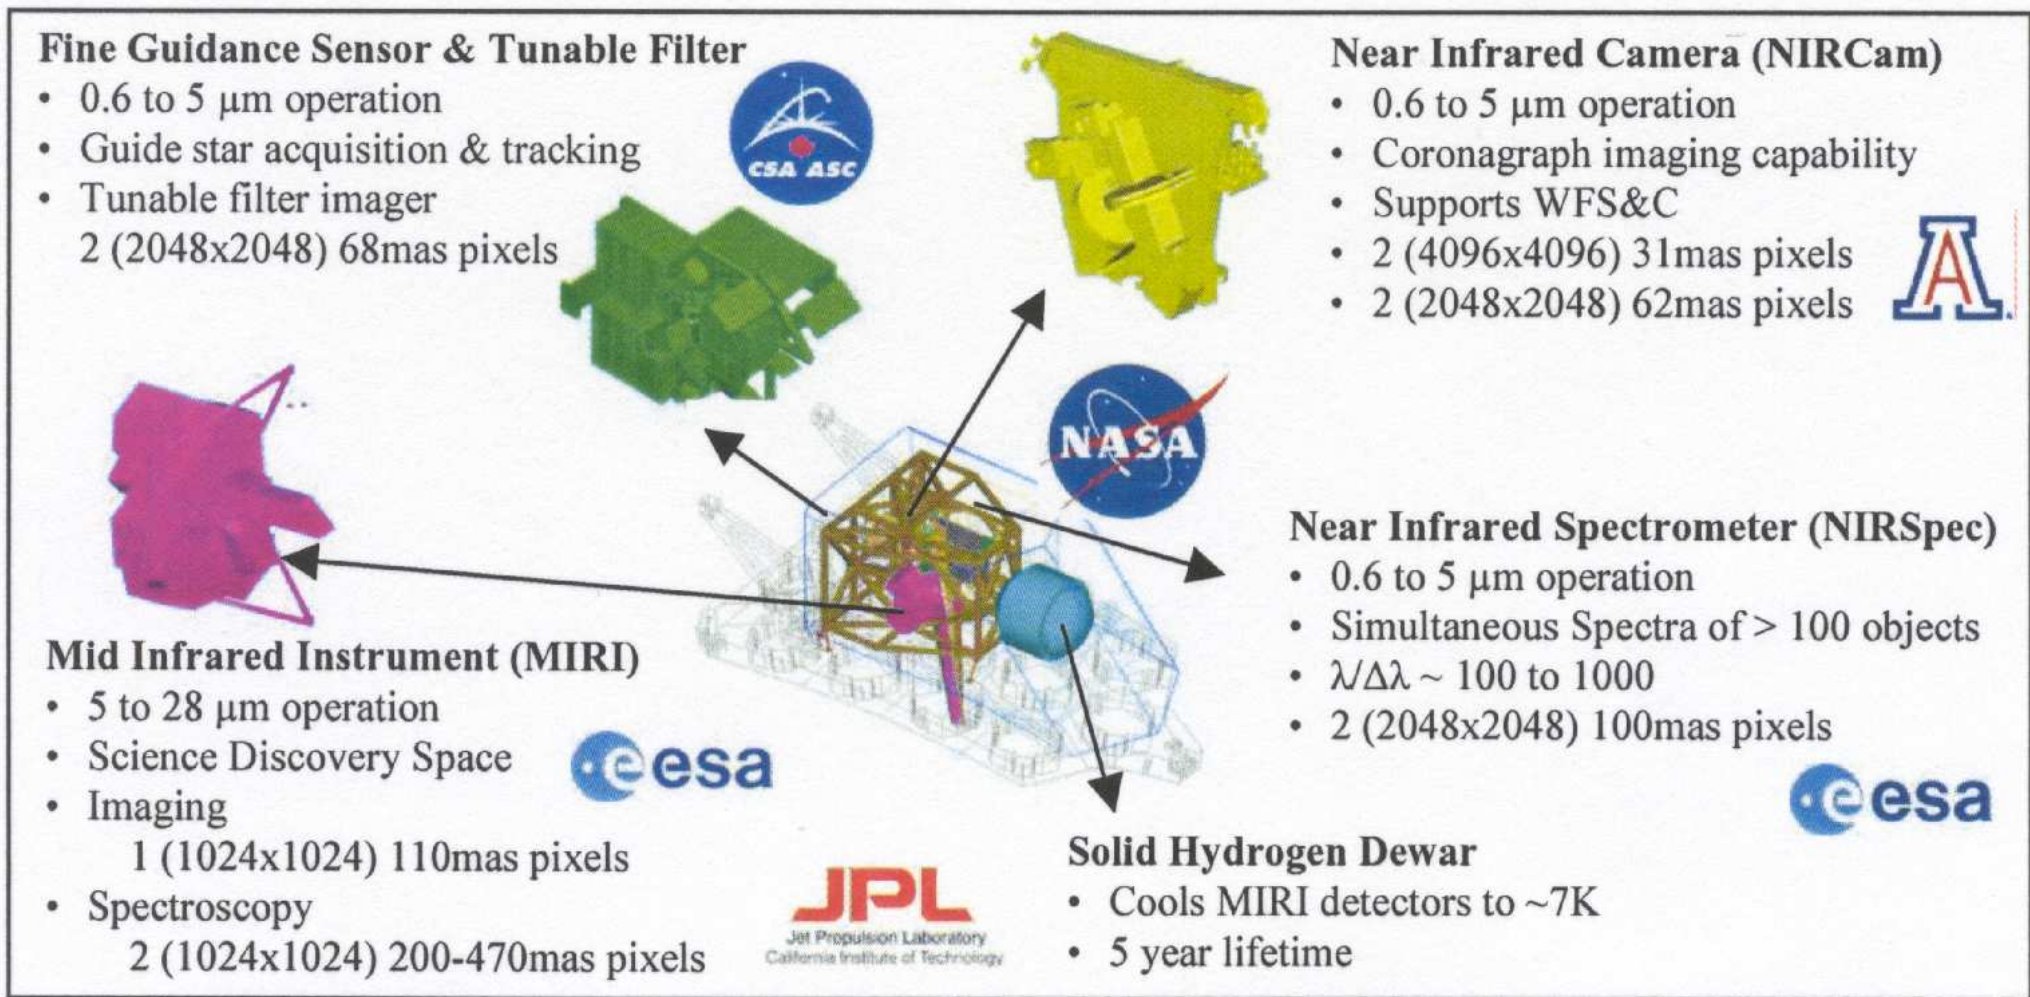 Fine Guidance Sensor & Tunable Filter
• 0.6 to 5 μm operation
• Guide star acquisition & tracking
• Tunable filter imager
2 (2048x2048) 68mas pixels
CSA ASC
Near Infrared Camera (NIRCam)
• 0.6 to 5 μm operation
• Coronagraph imaging capability
• Supports WFS&C
• 2 (4096x4096) 31mas pixels
• 2 (2048x2048) 62mas pixels
A
NASA
Near Infrared Spectrometer (NIRSpec)
• 0.6 to 5 μm operation
• Simultaneous Spectra of > 100 objects
• λ/Δλ ~ 100 to 1000
• 2 (2048x2048) 100mas pixels
esa
Mid Infrared Instrument (MIRI)
• 5 to 28 μm operation
• Science Discovery Space
• Imaging
1 (1024x1024) 110mas pixels
• Spectroscopy
2 (1024x1024) 200-470mas pixels
esa
JPL
Jet Propulsion Laboratory
California Institute of Technology
Solid Hydrogen Dewar
• Cools MIRI detectors to ~7K
• 5 year lifetime